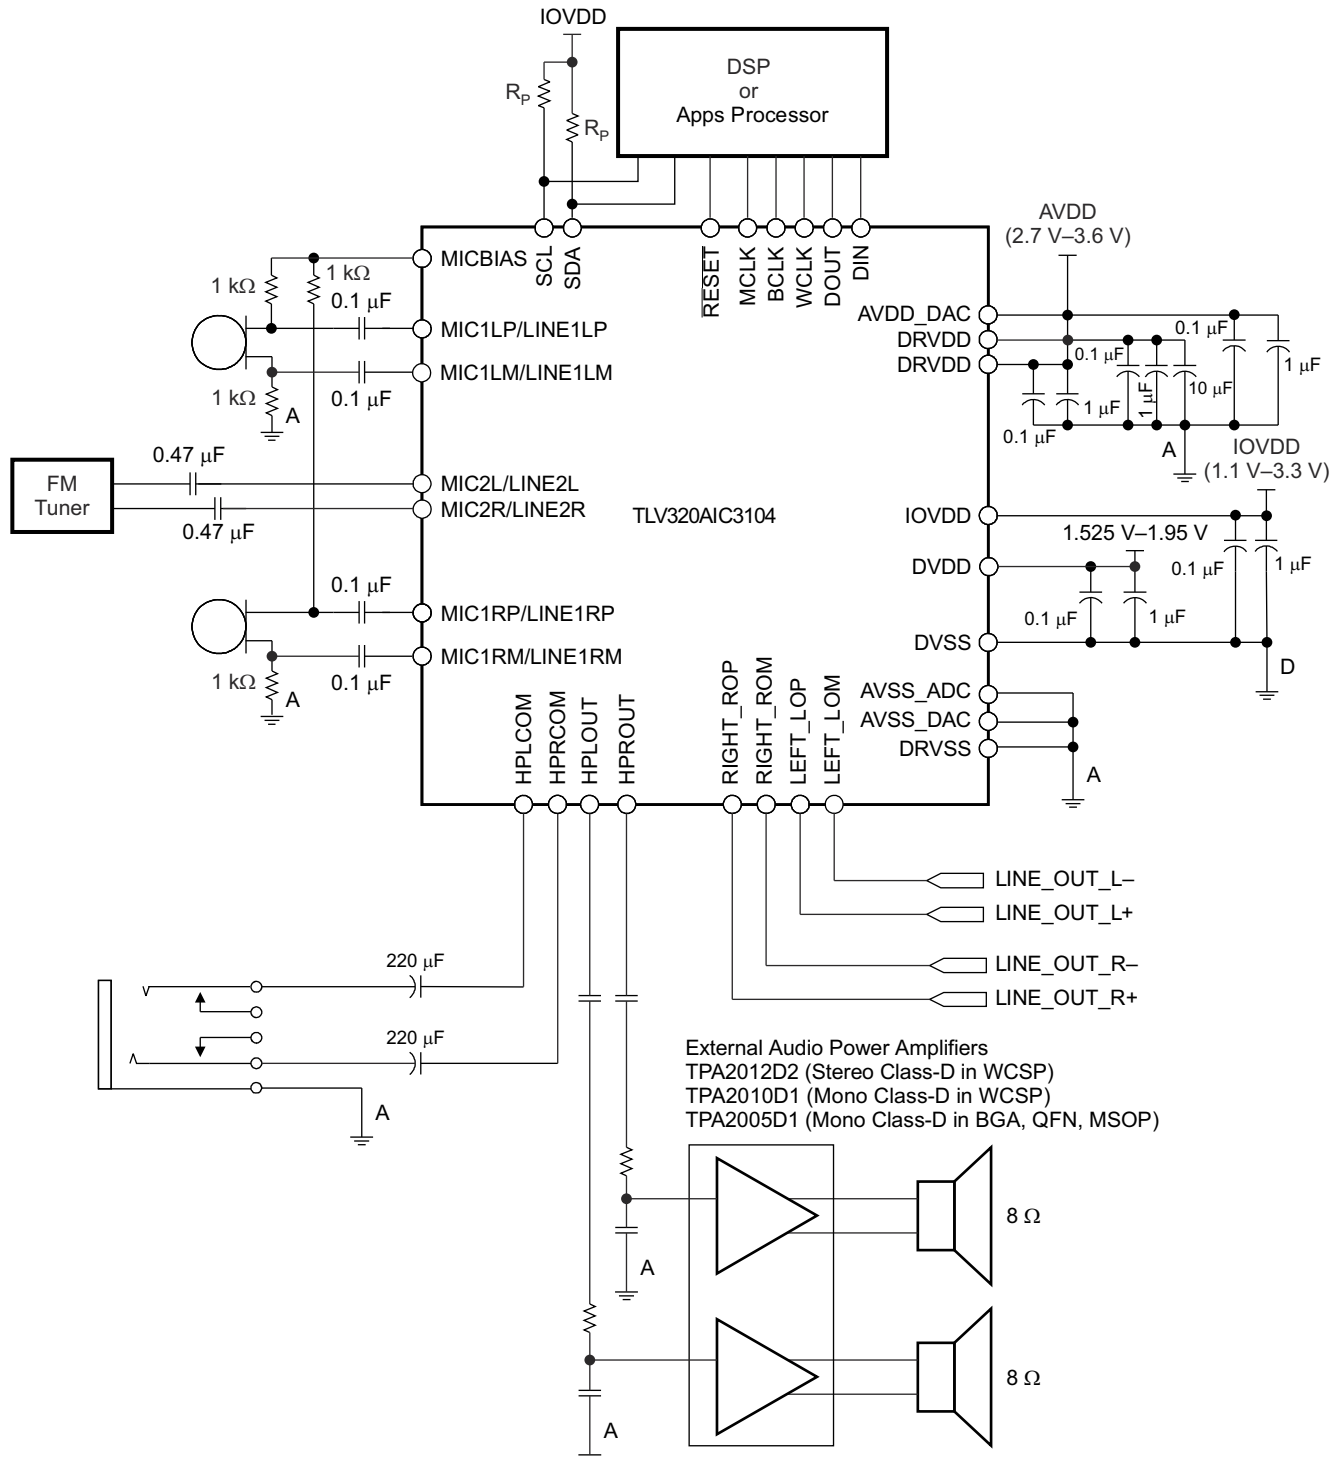 IOVDD
DSP
or
Apps Processor
RP
RP
SCL
SDA
RESET
MCLK
BCLK
WCLK
DOUT
DIN
AVDD
(2.7 V–3.6 V)
MICBIAS
1 kΩ
1 kΩ
0.1 μF
MIC1LP/LINE1LP
MIC1LM/LINE1LM
1 kΩ
0.1 μF
A
AVDD_DAC
DRVDD
DRVDD
0.1 μF
0.1 μF
1 μF
10 μF
1 μF
1 μF
0.1 μF
A
IOVDD
(1.1 V–3.3 V)
FM
Tuner
0.47 μF
0.47 μF
MIC2L/LINE2L
MIC2R/LINE2R
TLV320AIC3104
IOVDD
1.525 V–1.95 V
DVDD
0.1 μF
1 μF
0.1 μF
1 μF
DVSS
D
0.1 μF
MIC1RP/LINE1RP
MIC1RM/LINE1RM
1 kΩ
0.1 μF
A
AVSS_ADC
AVSS_DAC
DRVSS
A
HPLCOM
HPRCOM
HPLOUT
HPROUT
RIGHT_ROP
RIGHT_ROM
LEFT_LOP
LEFT_LOM
LINE_OUT_L–
LINE_OUT_L+
LINE_OUT_R–
LINE_OUT_R+
220 μF
220 μF
A
External Audio Power Amplifiers
TPA2012D2 (Stereo Class-D in WCSP)
TPA2010D1 (Mono Class-D in WCSP)
TPA2005D1 (Mono Class-D in BGA, QFN, MSOP)
8 Ω
A
8 Ω
A